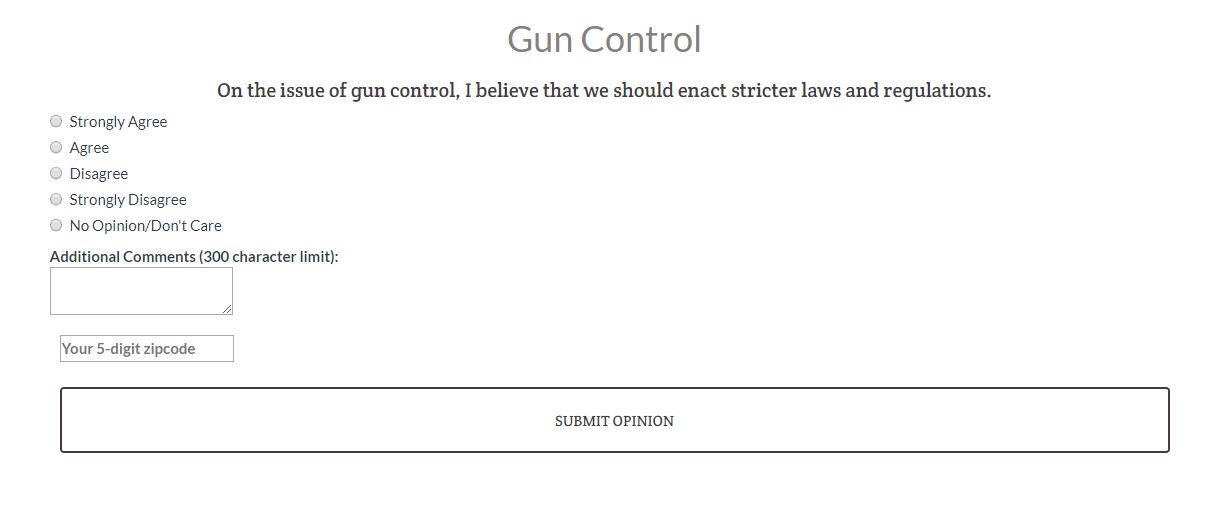 Gun Control
On the issue of gun control, I believe that we should enact stricter laws and regulations.
Strongly Agree
Agree
Disagree
Strongly Disagree
No Opinion/Don't Care
Additional Comments (300 character limit):
Your 5-digit zipcode
SUBMIT OPINION